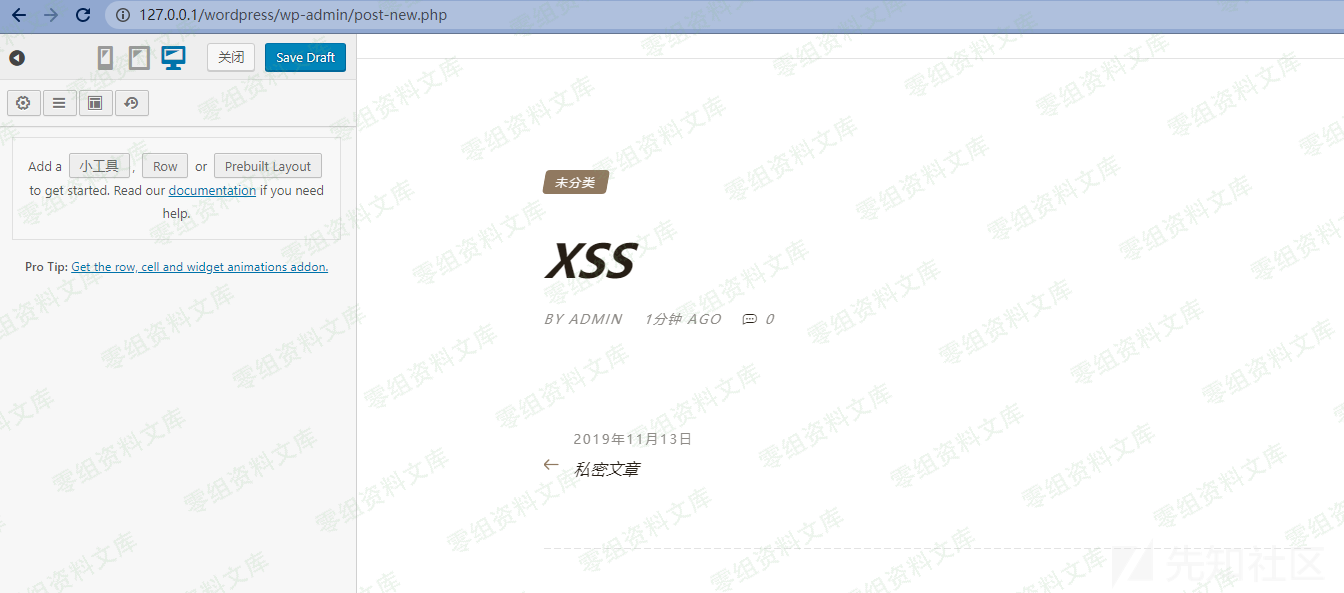 127.0.0.1/wordpress/wp-admin/post-new.php
关闭 Save Draft
Add a 小工具 , Row or Prebuilt Layout
to get started. Read our documentation if you need
help.
Pro Tip: Get the row, cell and widget animations addon.
未分类
XSS
BY ADMIN 1分钟 AGO 0
2019年11月13日
私密文章
零组资料文库
先知社区